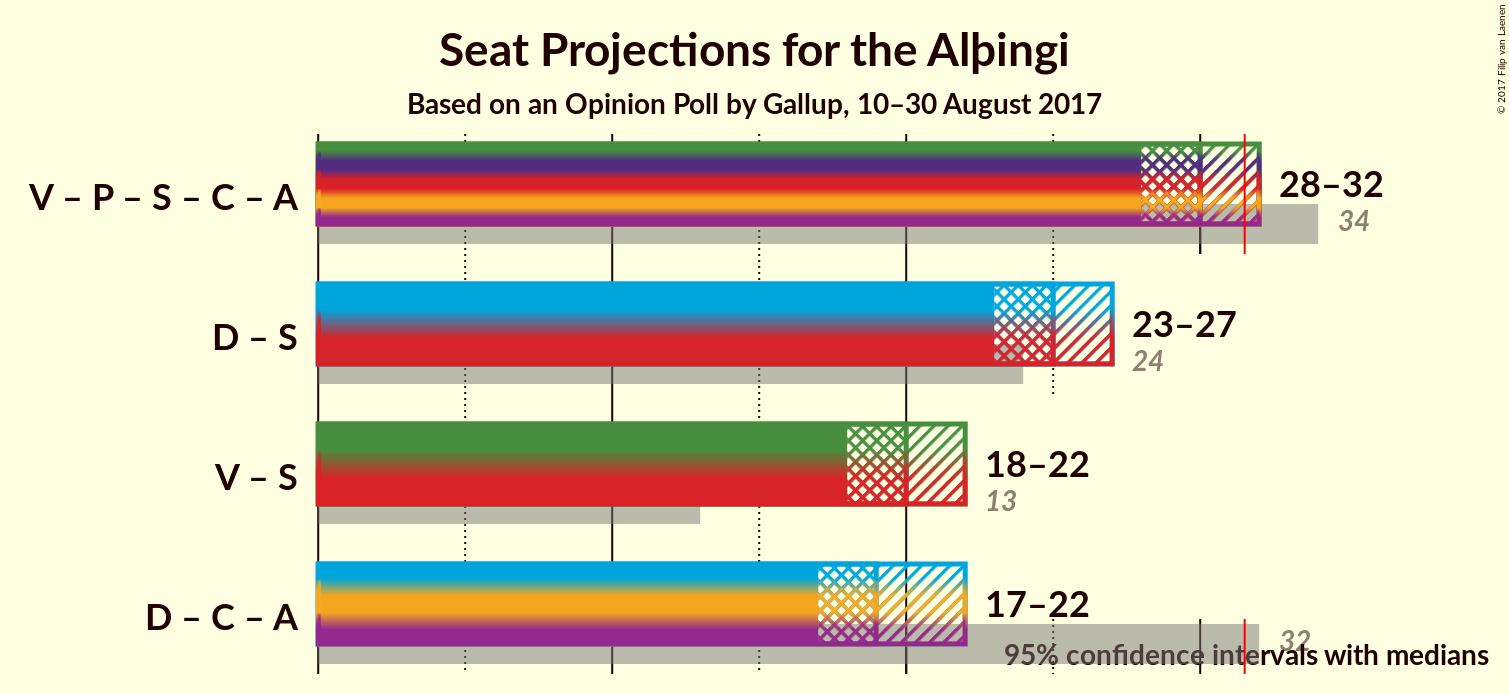 Seat Projections for the Alþingi
Based on an Opinion Poll by Gallup, 10–30 August 2017
© 2017 Filip van Laenen
V – P – S – C – A
28–32
34
D – S
23–27
24
V – S
18–22
13
D – C – A
17–22
32
95% confidence intervals with medians